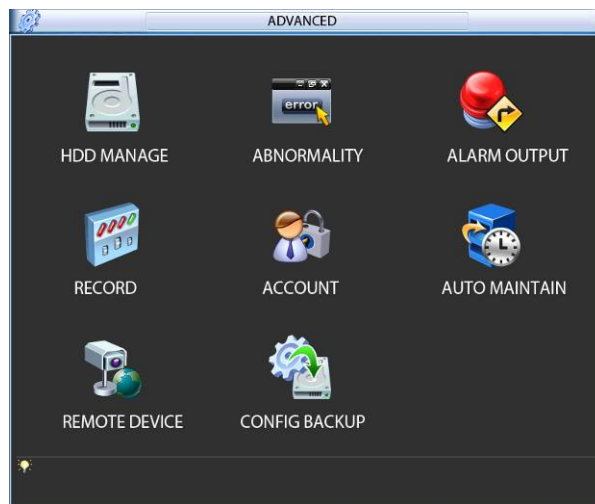 ADVANCED
error
HDD MANAGE ABNORMALITY ALARM OUTPUT
RECORD ACCOUNT AUTO MAINTAIN
REMOTE DEVICE CONFIG BACKUP